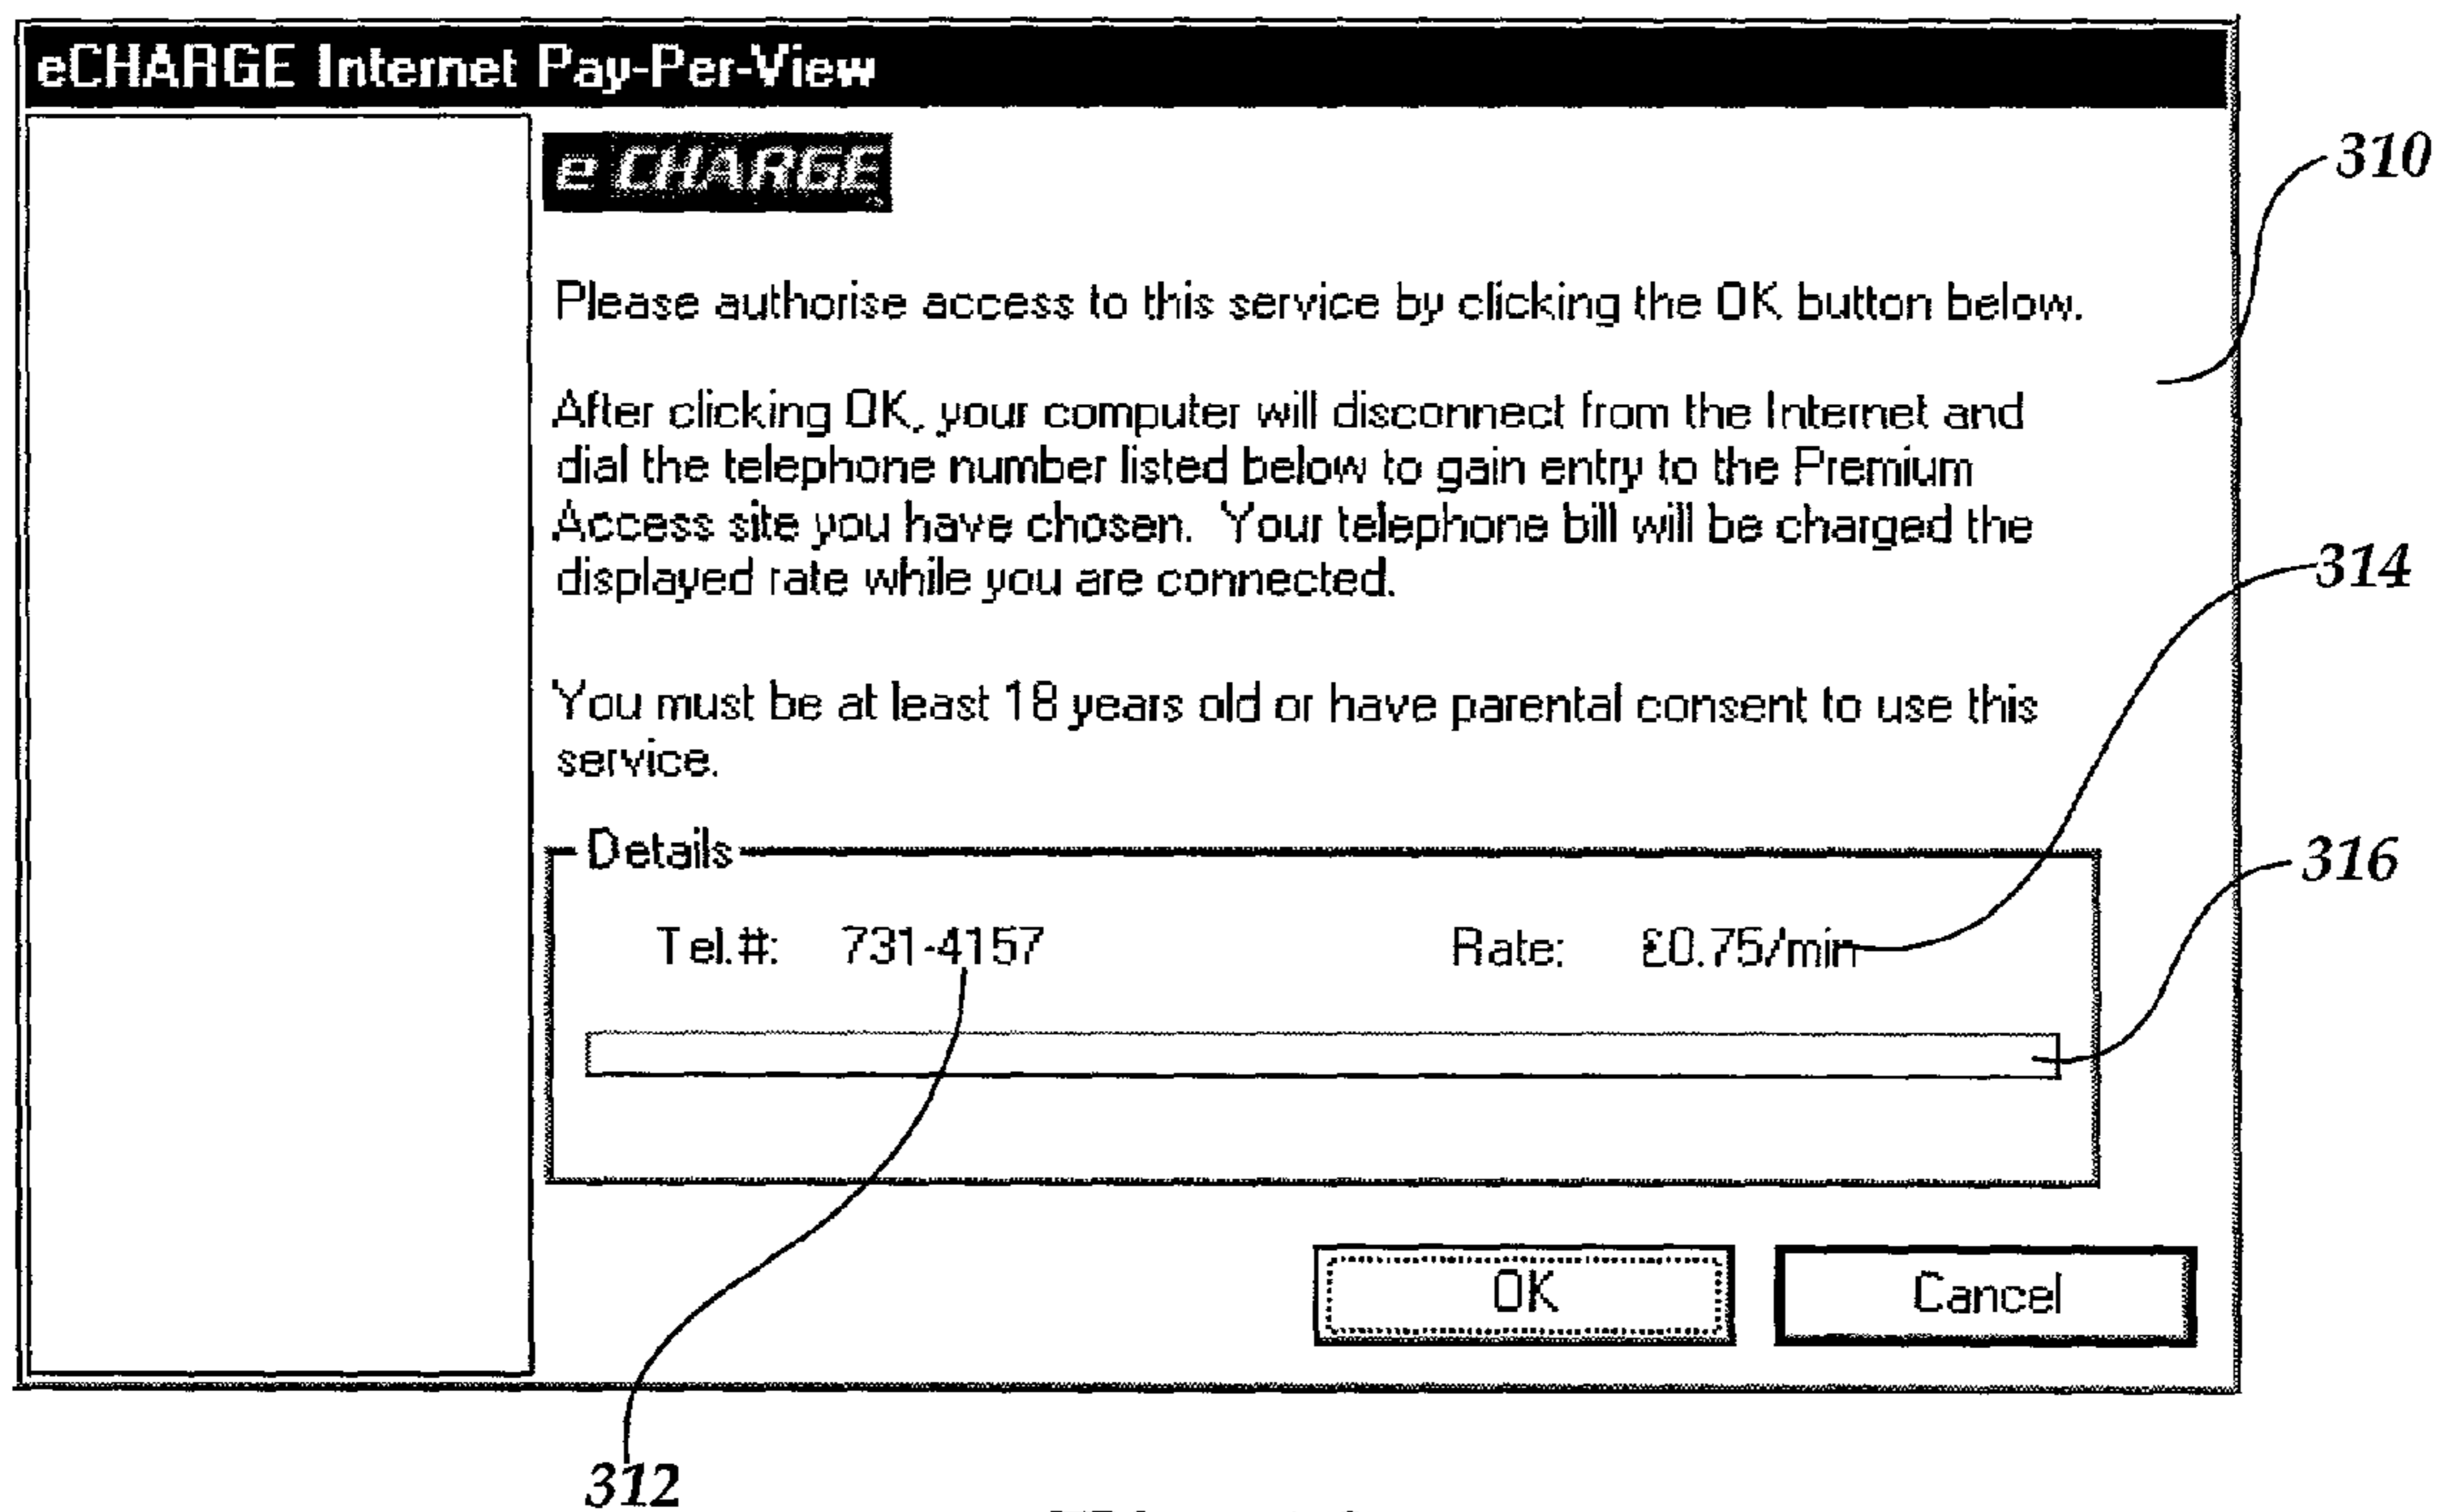 eCHARGE Internet Pay-Per-View
e CHARGE
310
Please authorise access to this service by clicking the OK button below.
After clicking OK, your computer will disconnect from the Internet and
dial the telephone number listed below to gain entry to the Premium
Access site you have chosen. Your telephone bill will be charged the
displayed rate while you are connected.
314
You must be at least 18 years old or have parental consent to use this
service.
Details
316
Tel.#: 731-4157 Rate: £0.75/min
OK Cancel
312